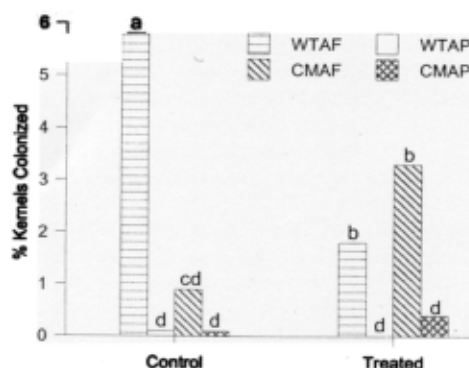 6
a
WTAF
WTAP
CMAF
CMAP
5
% Kernels Colonized
4
3
b
2
b
1
cd
d
d
d
d
0
Control
Treated